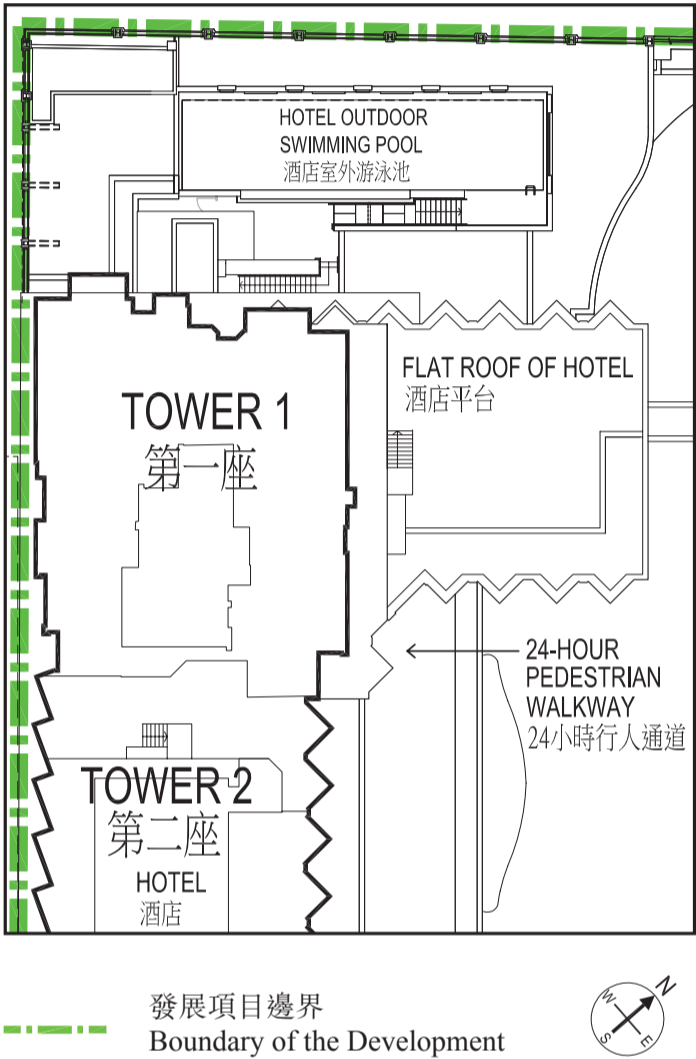 HOTEL OUTDOOR
SWIMMING POOL
酒店室外游泳池
FLAT ROOF OF HOTEL
酒店平台
TOWER 1
第一座
24-HOUR
PEDESTRIAN
WALKWAY
24小時行人通道
TOWER 2
第二座
HOTEL
酒店
發展項目邊界
Boundary of the Development
N
W
E
S